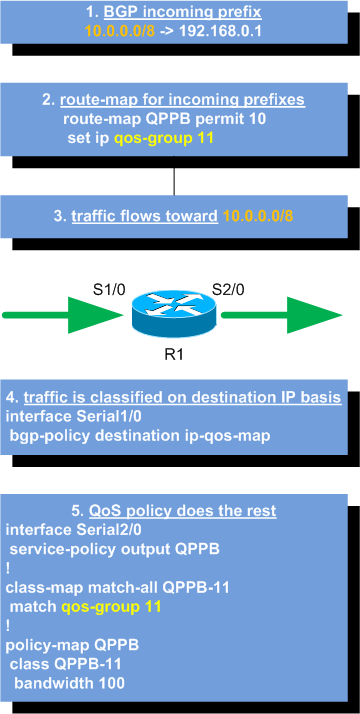 1. BGP incoming prefix
10.0.0.0/8 -> 192.168.0.1
2. route-map for incoming prefixes
route-map QPPB permit 10
set ip qos-group 11
3. traffic flows toward 10.0.0.0/8
S1/0
S2/0
R1
4. traffic is classified on destination IP basis
interface Serial1/0
bgp-policy destination ip-qos-map
5. QoS policy does the rest
interface Serial2/0
service-policy output QPPB
!
class-map match-all QPPB-11
match qos-group 11
!
policy-map QPPB
class QPPB-11
bandwidth 100